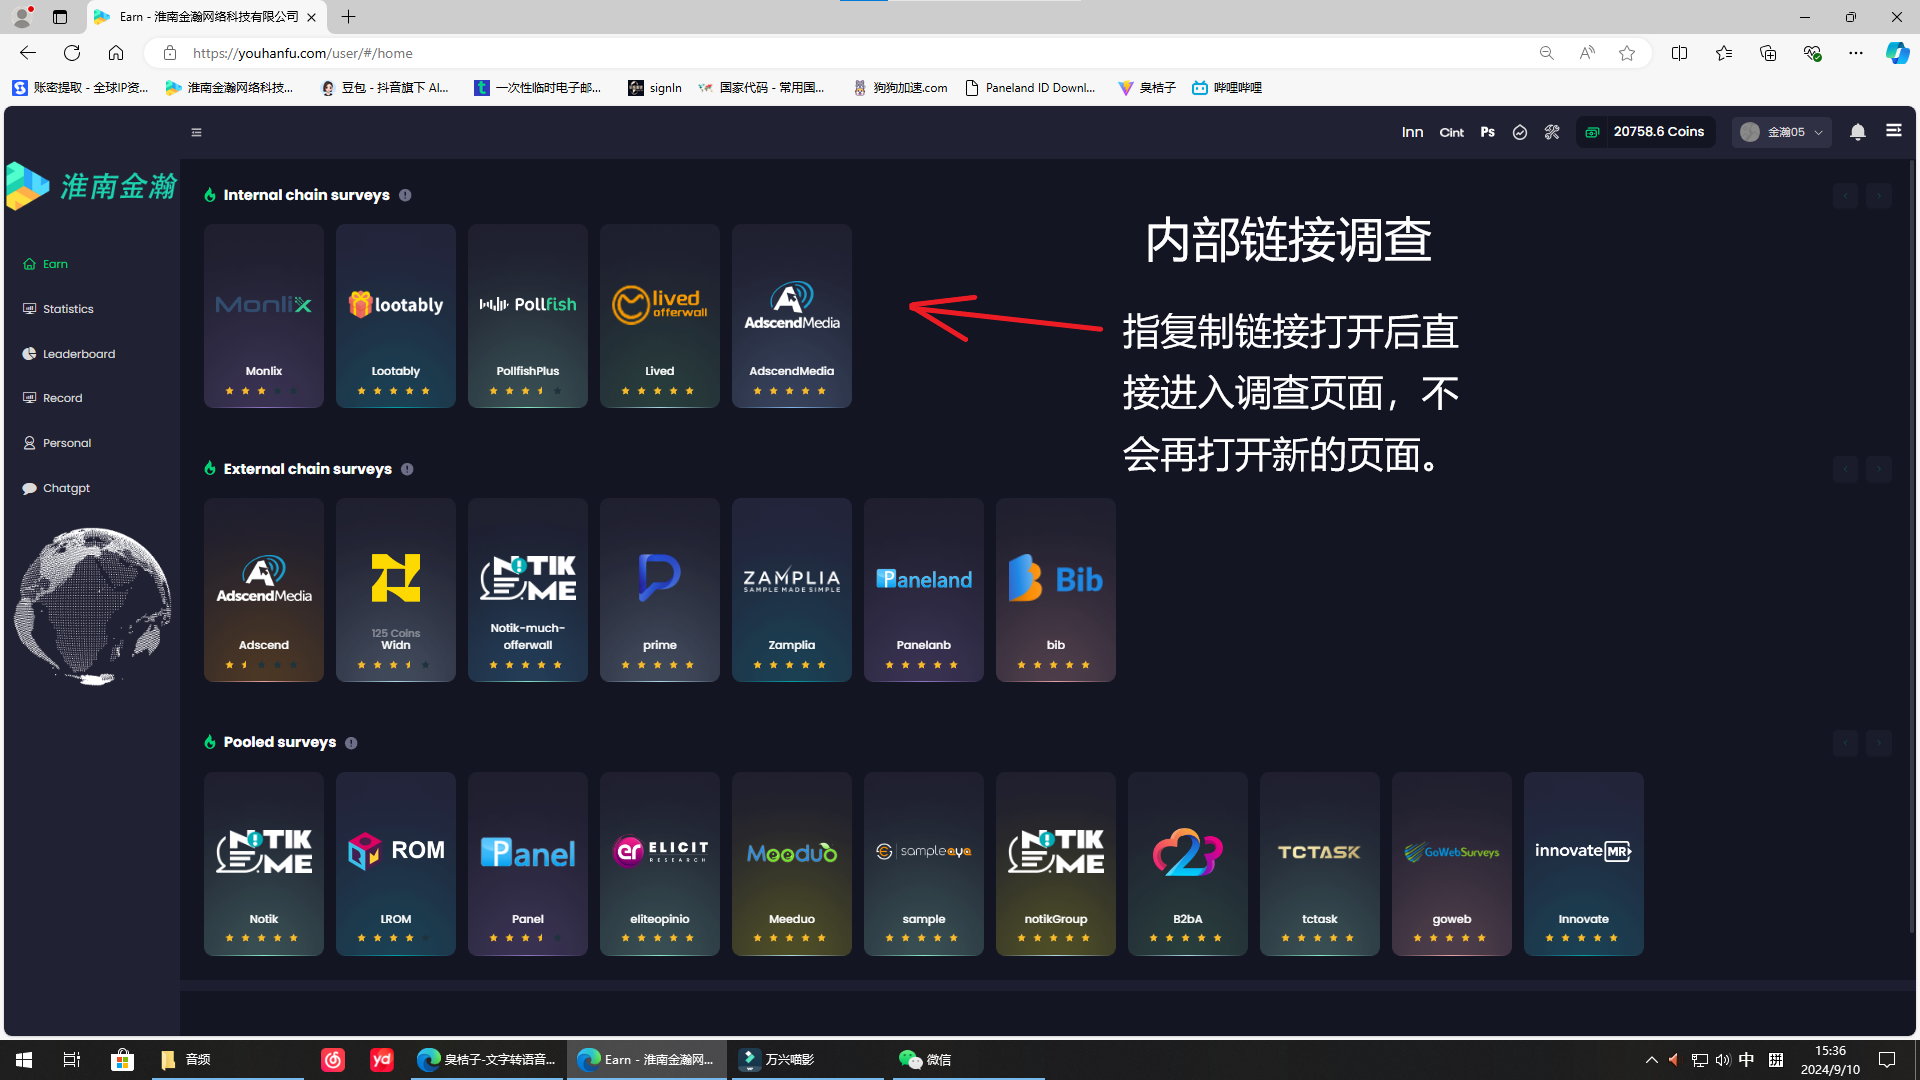 Earn - 淮南金瀚网络科技有限公司
https://youhanfu.com/user/#/home
账密提取 - 全球IP资...
淮南金瀚网络科技...
豆包 - 抖音旗下 AI...
一次性临时电子邮...
signIn
国家代码 - 常用国...
狗狗加速.com
Paneland ID Downl...
臭桔子
哔哩哔哩
Inn
Cint
Ps
20758.6 Coins
金瀚05
淮南金瀚
Earn
Statistics
Leaderboard
Record
Personal
Chatgpt
Internal chain surveys
Monlix
lootably
Pollfish
lived
offerwall
AdscendMedia
Monlix
Lootably
PollfishPlus
Lived
AdscendMedia
内部链接调查
指复制链接打开后直
接进入调查页面，不
会再打开新的页面。
External chain surveys
AdscendMedia
NOTIK
ME
ZAMPLIA
SAMPLE MADE SIMPLE
Paneland
Bib
Adscend
125 Coins
Widn
Notik-much-
offerwall
prime
Zamplia
Panelanb
bib
Pooled surveys
NOTIK
ME
ROM
Panel
er ELICIT
RESEARCH
Meeduo
sampleaya
NOTIK
ME
TCTASK
GoWebSurveys
innovateMR
Notik
LROM
Panel
eliteopinio
Meeduo
sample
notikGroup
B2bA
tctask
goweb
Innovate
音频
yd
臭桔子-文字转语音...
Earn - 淮南金瀚网...
万兴喵影
微信
中
拼
15:36
2024/9/10